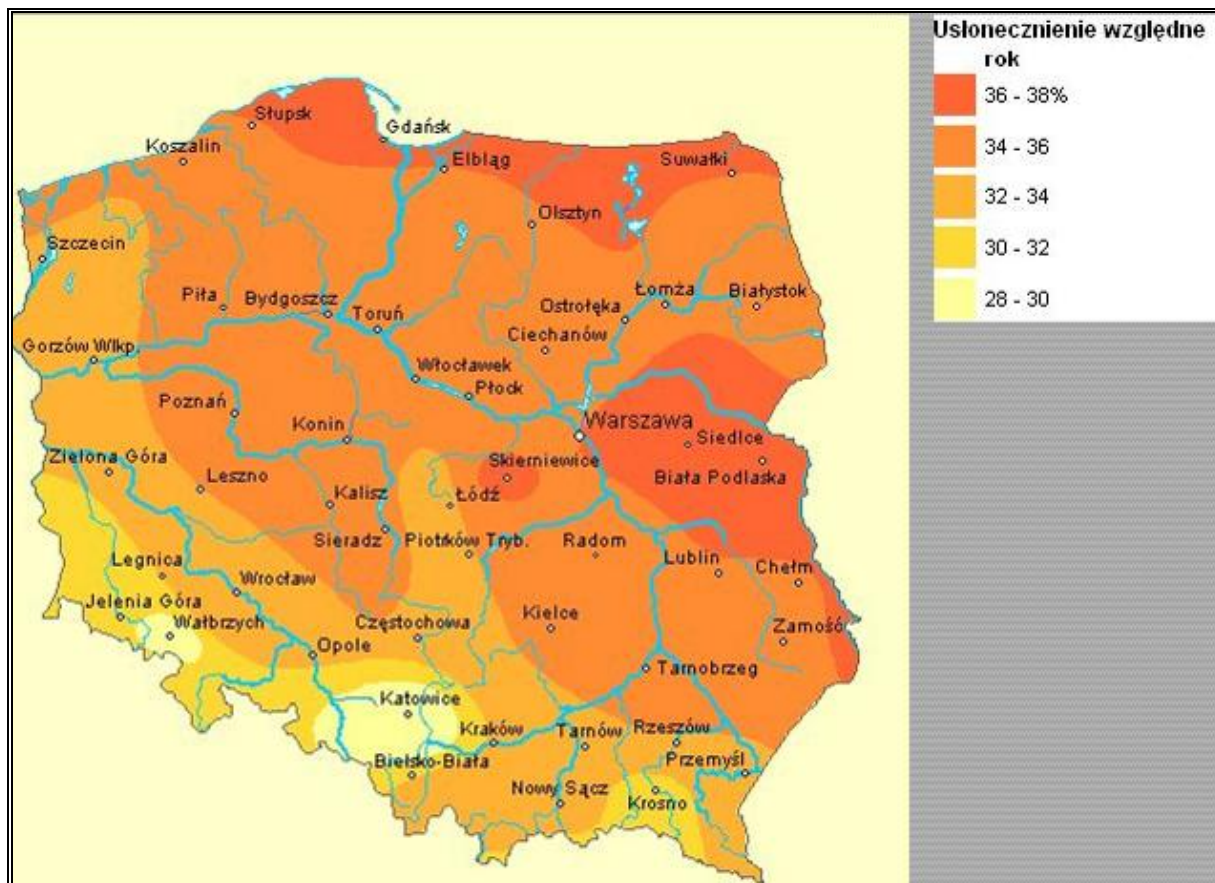 Usłonecznienie względne
rok
36 - 38%
34 - 36
32 - 34
30 - 32
28 - 30
Słupsk
Gdańsk
Koszalin
Elbląg
Suwałki
Olsztyn
Szczecin
Piła
Bydgoszcz
Toruń
Ostrołęka
Łomża
Białystok
Ciechanów
Gorzów Wlkp.
Włocławek
Płock
Poznań
Konin
Warszawa
Siedlce
Zielona Góra
Leszno
Skierniewice
Biała Podlaska
Kalisz
Łódź
Sieradz
Piotrków Tryb.
Radom
Lublin
Chełm
Legnica
Wrocław
Jelenia Góra
Wałbrzych
Częstochowa
Kielce
Zamość
Opole
Tarnobrzeg
Katowice
Kraków
Tarnów
Rzeszów
Bielsko-Biała
Przemyśl
Nowy Sącz
Krosno